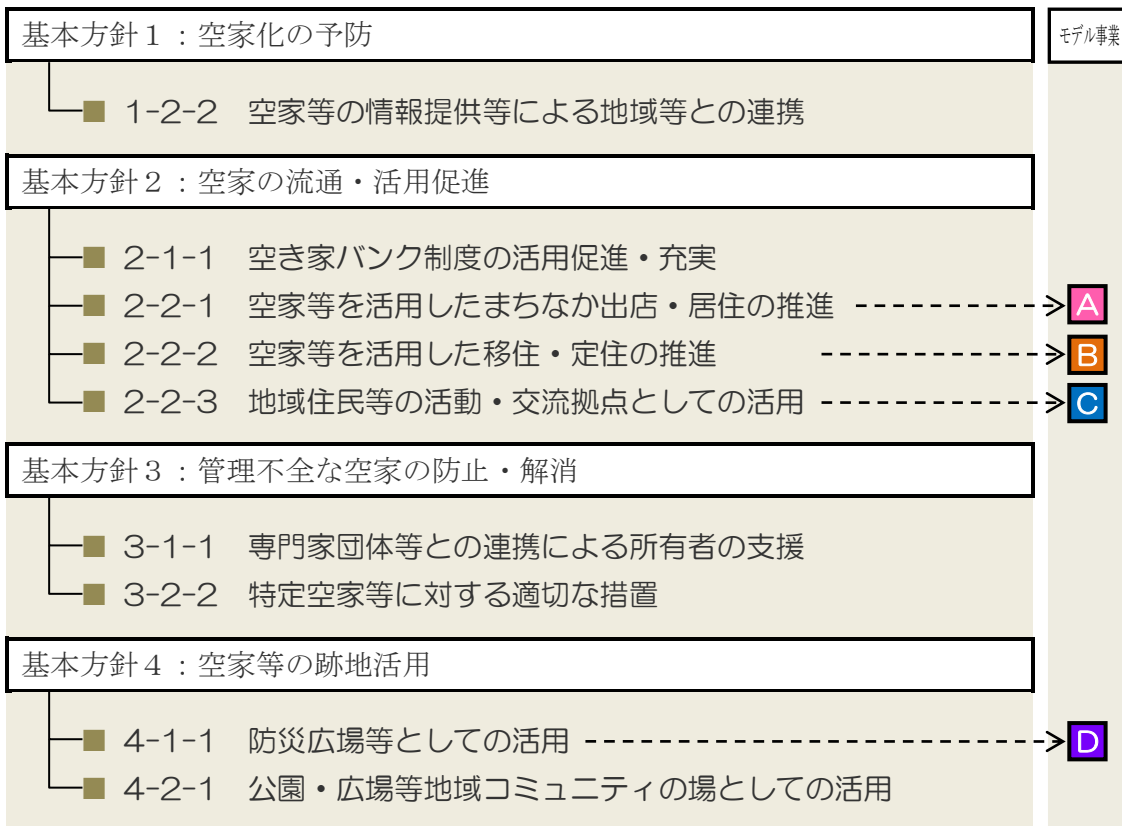 基本方針1：空家化の予防
モデル事業
1-2-2 空家等の情報提供等による地域等との連携
基本方針2：空家の流通・活用促進
2-1-1 空き家バンク制度の活用促進・充実
2-2-1 空家等を活用したまちなか出店・居住の推進 A
2-2-2 空家等を活用した移住・定住の推進 B
2-2-3 地域住民等の活動・交流拠点としての活用 C
基本方針3：管理不全な空家の防止・解消
3-1-1 専門家団体等との連携による所有者の支援
3-2-2 特定空家等に対する適切な措置
基本方針4：空家等の跡地活用
4-1-1 防災広場等としての活用 D
4-2-1 公園・広場等地域コミュニティの場としての活用